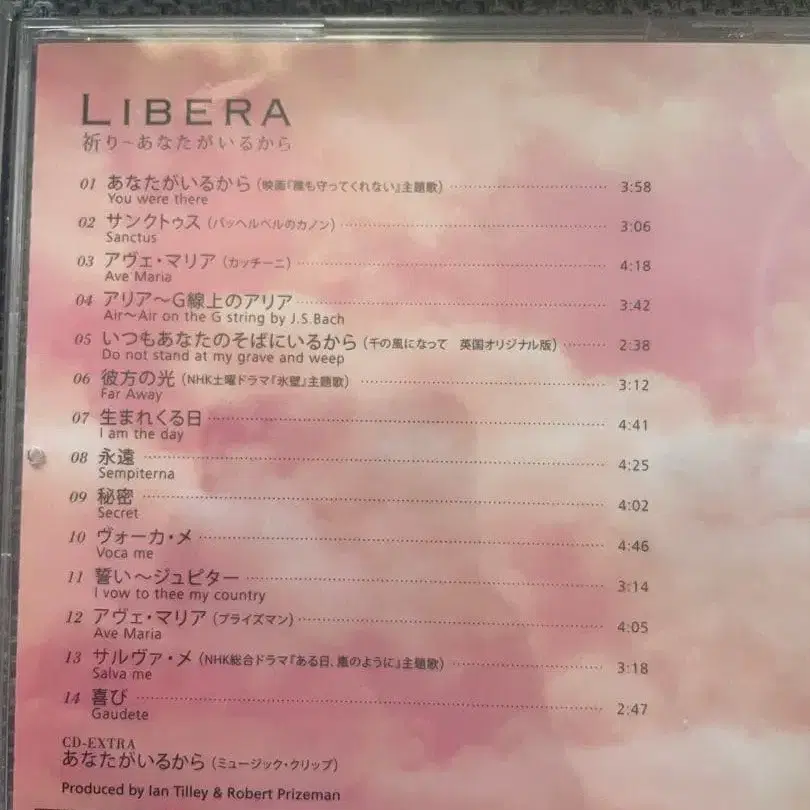 LIBERA
祈り~あなたがいるから
01 あなたがいるから (映画『誰も守ってくれない』主題歌) 3:58
You were there
02 サンクトゥス (パッヘルベルのカノン) 3:06
Sanctus
03 アヴェ・マリア (カッチーニ) 4:18
Ave Maria
04 アリア〜G線上のアリア 3:42
Air〜Air on the G string by J.S.Bach
05 いつもあなたのそばにいるから (千の風になって 英国オリジナル版) 2:38
Do not stand at my grave and weep
06 彼方の光 (NHK土曜ドラマ『氷壁』主題歌) 3:12
Far Away
07 生まれくる日 4:41
I am the day
08 永遠 4:25
Sempiterna
09 秘密 4:02
Secret
10 ヴォーカ・メ 4:46
Voca me
11 誓い〜ジュピター 3:14
I vow to thee my country
12 アヴェ・マリア (プライズマン) 4:05
Ave Maria
13 サルヴァ・メ (NHK総合ドラマ『ある日、嵐のように』主題歌) 3:18
Salva me
14 喜び 2:47
Gaudete
CD-EXTRA
あなたがいるから (ミュージック・クリップ)
Produced by Ian Tilley & Robert Prizeman